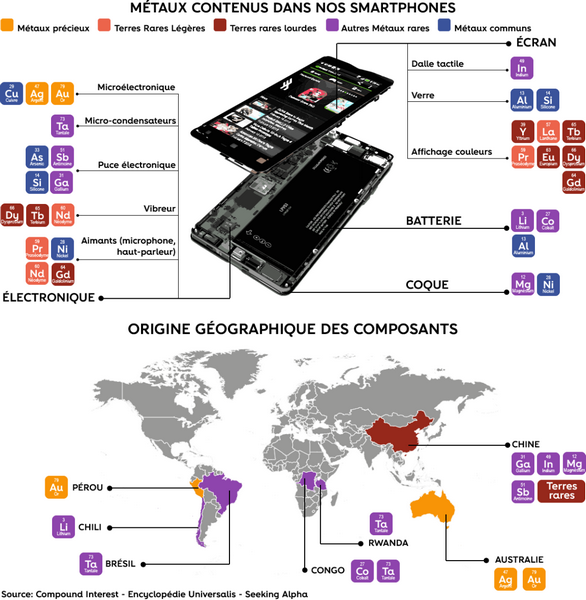 MÉTAUX CONTENUS DANS NOS SMARTPHONES
Métaux précieux Terres Rares Légères Terres rares lourdes Autres Métaux rares Métaux communs
ÉCRAN
Dalle tactile
49
In
Indium
Verre
13 14
Al Si
Aluminium Silicone
Affichage couleurs
39 57 65
Y La Tb
Yttrium Lanthane Terbium
59 63 66
Pr Eu Dy
Praséodyme Europium Dysprosium
64
Gd
Gadolinium
Microélectronique
29 47 79
Cu Ag Au
Cuivre Argent Or
Micro-condensateurs
73
Ta
Tantale
Puce électronique
33 51
As Sb
Arsenic Antimoine
14 31
Si Ga
Silicone Gallium
Vibreur
66 65 60
Dy Tb Nd
Dysprosium Terbium Néodyme
Aimants (microphone,
haut-parleur)
59 28
Pr Ni
Praséodyme Nickel
60 64
Nd Gd
Néodyme Gadolinium
ÉLECTRONIQUE
BATTERIE
3 27
Li Co
Lithium Cobalt
13
Al
Aluminium
COQUE
12 28
Mg Ni
Magnésium Nickel
ORIGINE GÉOGRAPHIQUE DES COMPOSANTS
CHINE
31 49 12
Ga In Mg
Gallium Indium Magnésium
51
Sb Terres
rares
Antimoine
79
Au PÉROU
Or
3
Li CHILI
Lithium
73
Ta BRÉSIL
Tantale
73
Ta
Tantale
RWANDA
CONGO
27 73
Co Ta
Cobalt Tantale
AUSTRALIE
47 79
Ag Au
Argent Or
Source: Compound Interest - Encyclopédie Universalis - Seeking Alpha